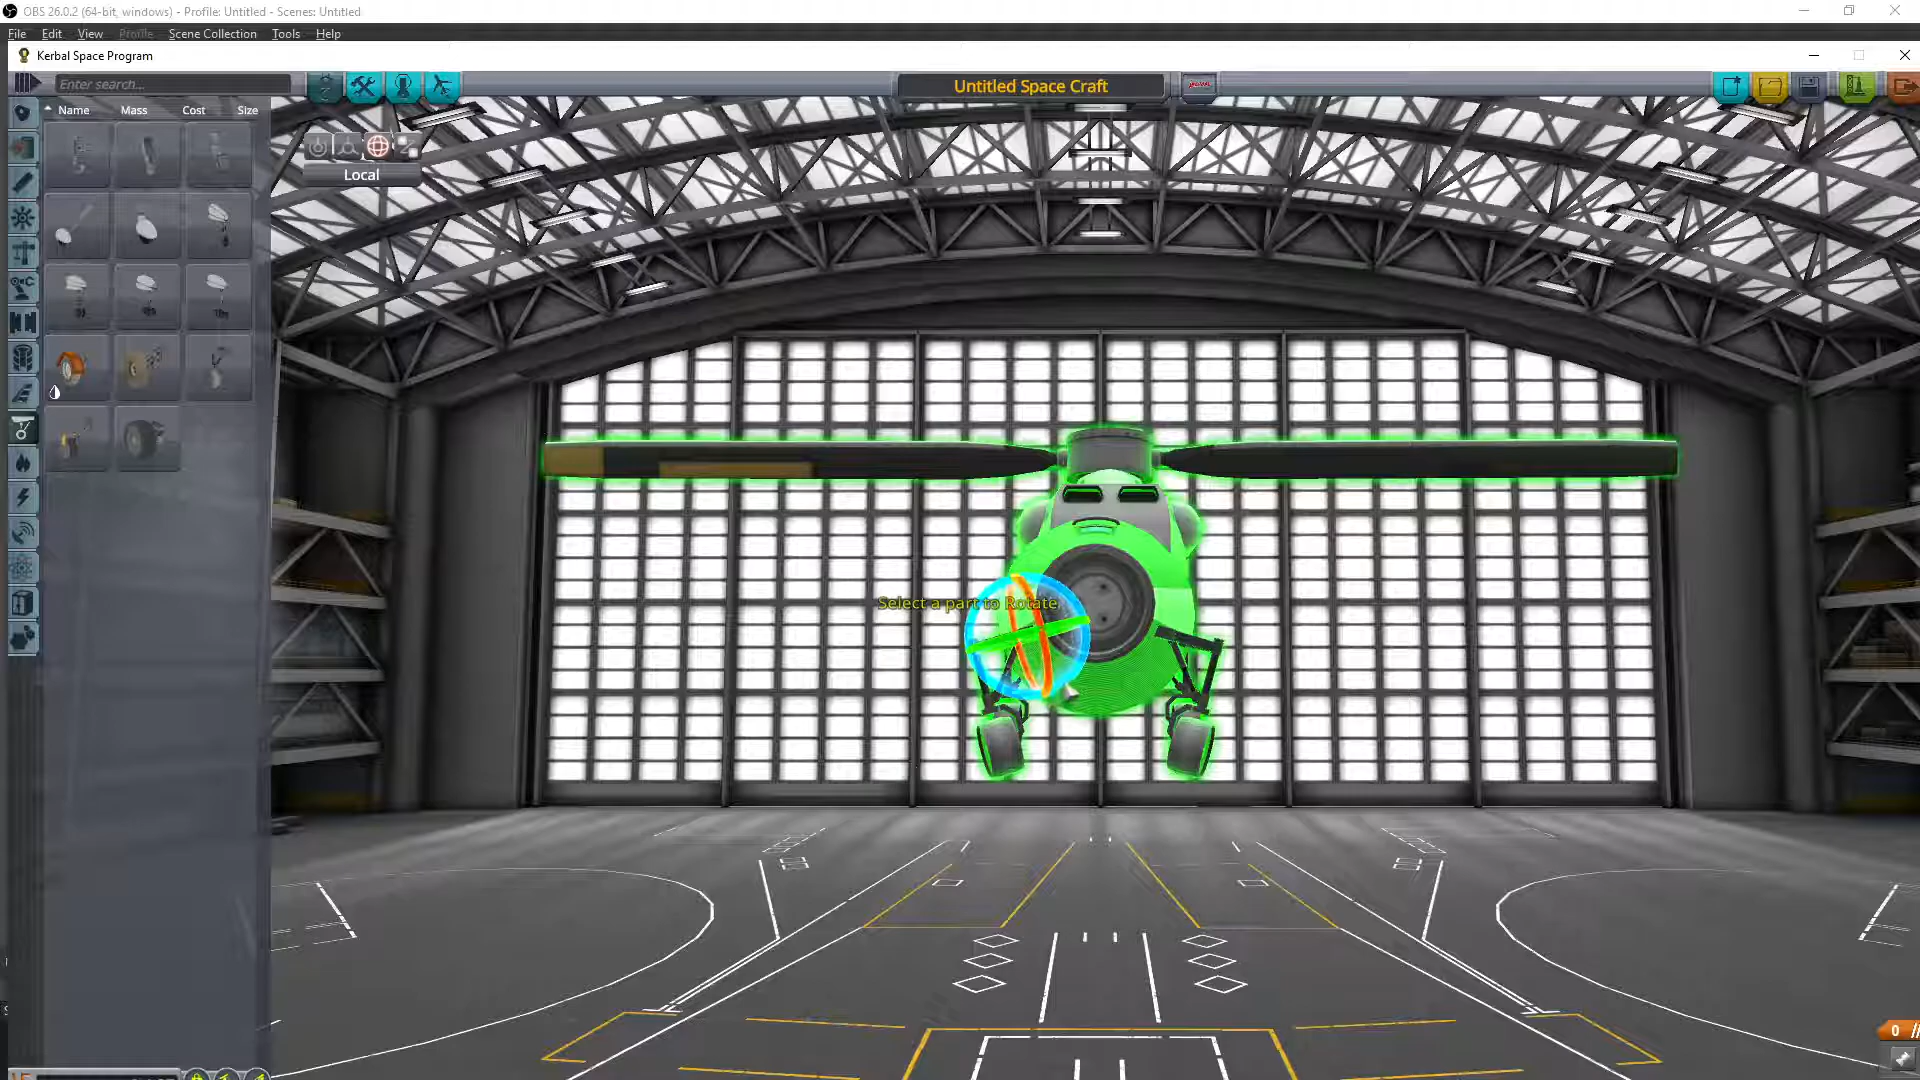 OBS 26.0.2 (64-bit, windows) - Profile: Untitled - Scenes: Untitled
File Edit View Profile Scene Collection Tools Help
Kerbal Space Program
Enter search...
Untitled Space Craft
Name Mass Cost Size
Local
Select a part to Rotate
0